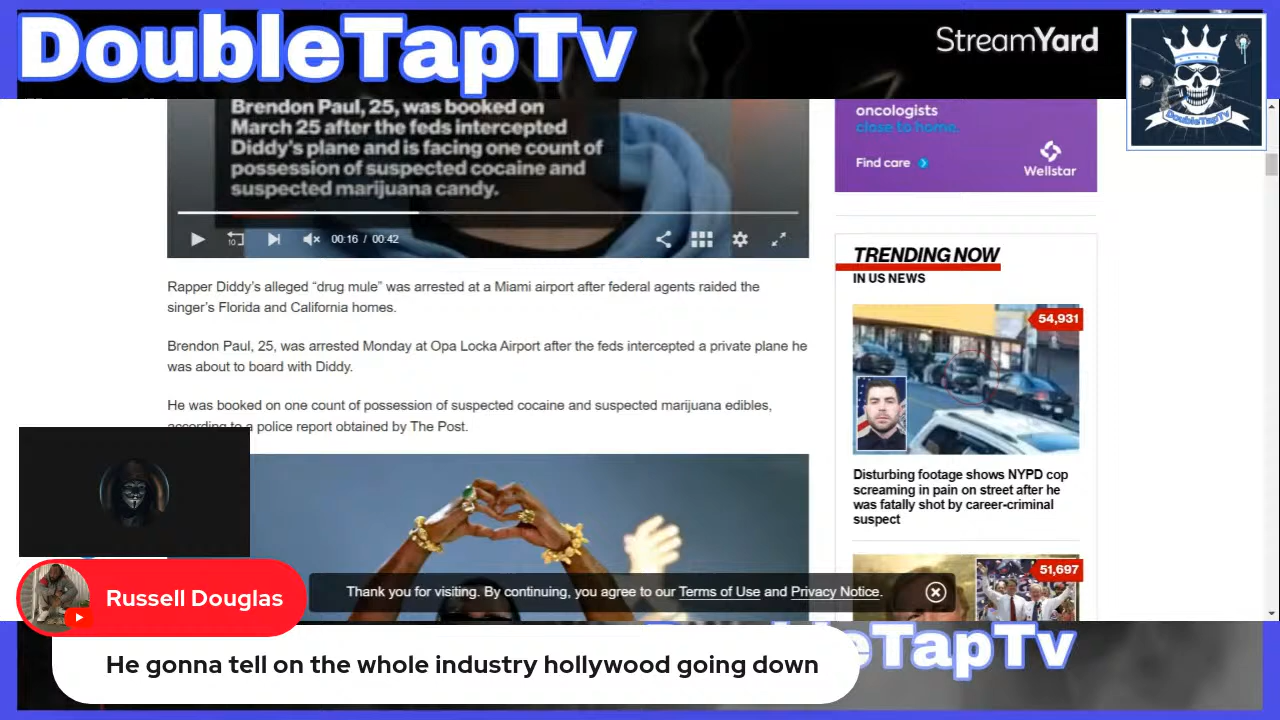 DoubleTapTv
StreamYard
DoubleTapTv
Brendon Paul, 25, was booked on
March 25 after the feds intercepted
Diddy's plane and is facing one count of
possession of suspected cocaine and
suspected marijuana candy.
10
00:16 / 00:42
oncologists
close to home.
Find care
Wellstar
Rapper Diddy's alleged “drug mule” was arrested at a Miami airport after federal agents raided the
singer's Florida and California homes.
Brendon Paul, 25, was arrested Monday at Opa Locka Airport after the feds intercepted a private plane he
was about to board with Diddy.
He was booked on one count of possession of suspected cocaine and suspected marijuana edibles,
according to a police report obtained by The Post.
TRENDING NOW
IN US NEWS
54,931
Disturbing footage shows NYPD cop
screaming in pain on street after he
was fatally shot by career-criminal
suspect
51,697
Thank you for visiting. By continuing, you agree to our Terms of Use and Privacy Notice.
Russell Douglas
He gonna tell on the whole industry hollywood going down
eTapTv